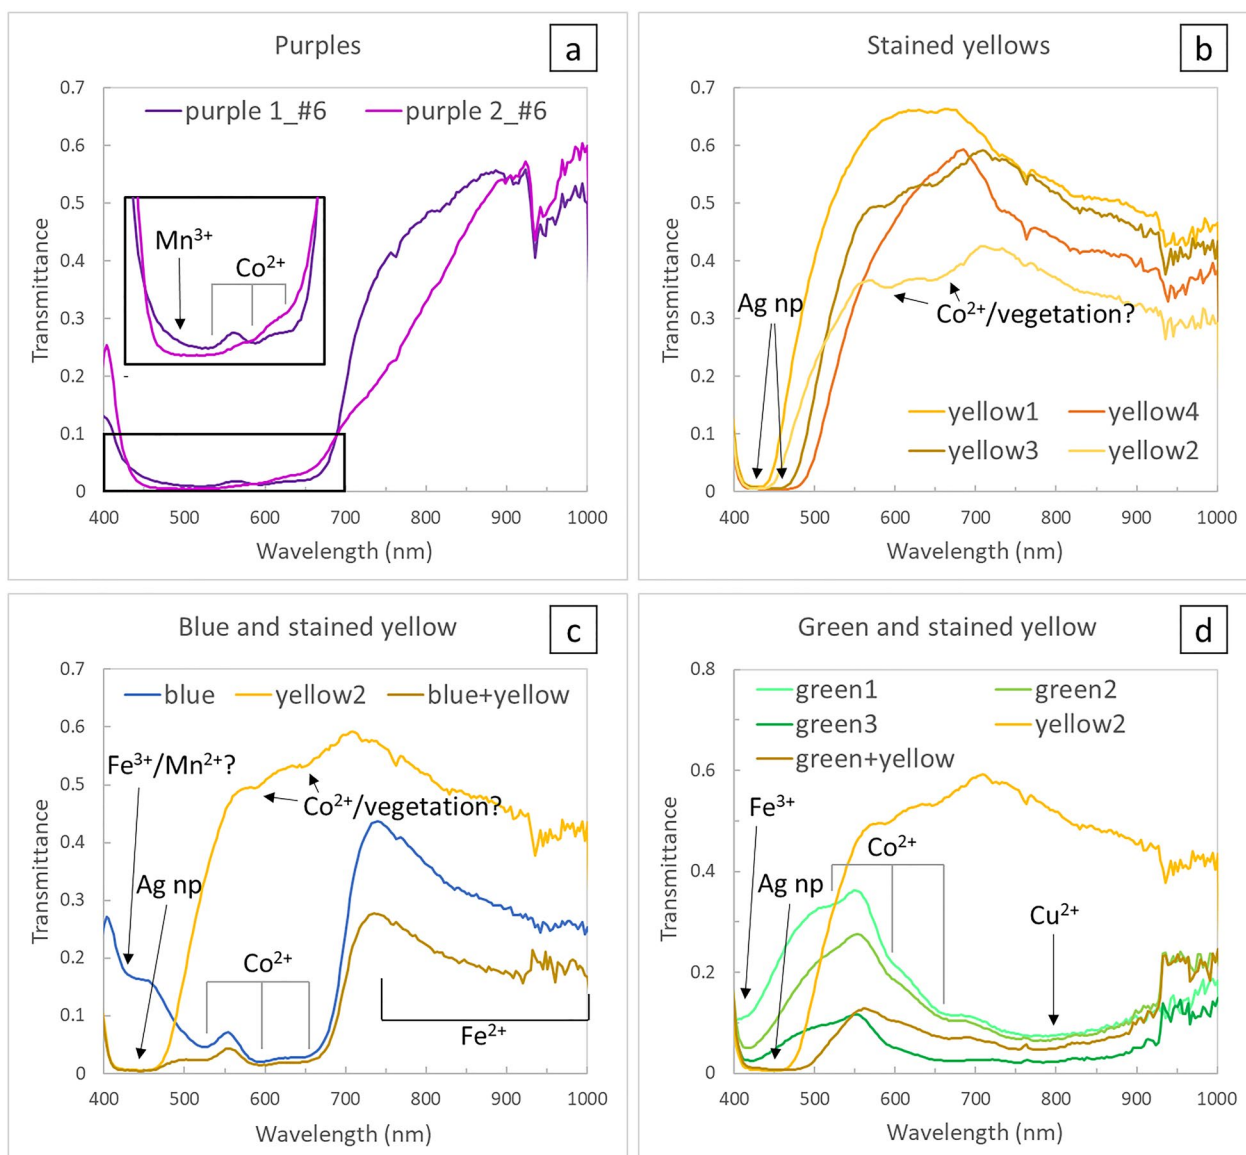 Purples
a
purple 1_#6
purple 2_#6
Mn³⁺
Co²⁺
-
Transmittance
0.7
0.6
0.5
0.4
0.3
0.2
0.1
0
400 500 600 700 800 900 1000
Wavelength (nm)
Stained yellows
b
Ag np
Co²⁺/vegetation?
yellow1
yellow4
yellow3
yellow2
Transmittance
0.7
0.6
0.5
0.4
0.3
0.2
0.1
0
400 500 600 700 800 900 1000
Wavelength (nm)
Blue and stained yellow
c
blue
yellow2
blue+yellow
Fe³⁺/Mn²⁺?
Co²⁺/vegetation?
Ag np
Co²⁺
Fe²⁺
Transmittance
0.7
0.6
0.5
0.4
0.3
0.2
0.1
0
400 500 600 700 800 900 1000
Wavelength (nm)
Green and stained yellow
d
green1
green2
green3
yellow2
green+yellow
Fe³⁺
Co²⁺
Ag np
Cu²⁺
Transmittance
0.8
0.6
0.4
0.2
0
400 500 600 700 800 900 1000
Wavelength (nm)